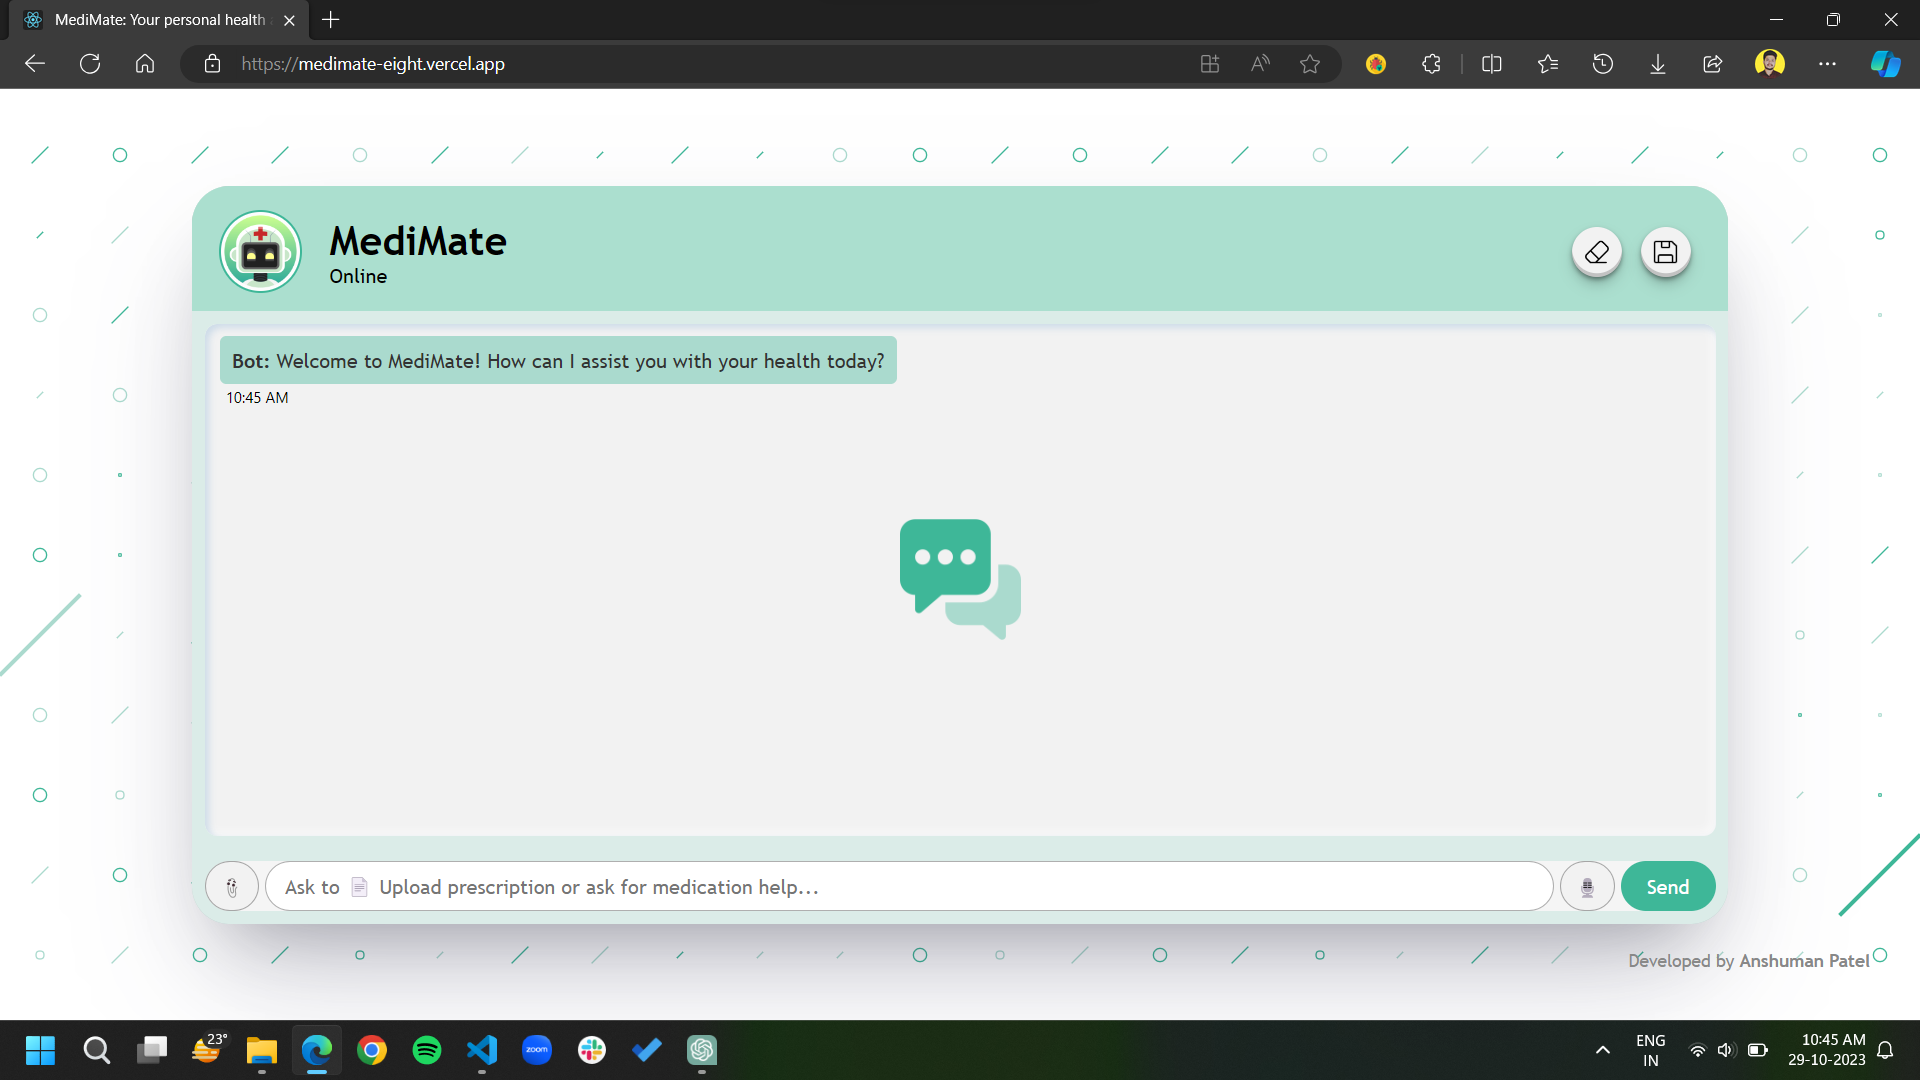 MediMate: Your personal health
https://medimate-eight.vercel.app
MediMate
Online
Bot: Welcome to MediMate! How can I assist you with your health today?
10:45 AM
Ask to 📄 Upload prescription or ask for medication help...
Send
Developed by Anshuman Patel
23°
zoom
ENG
IN
10:45 AM
29-10-2023